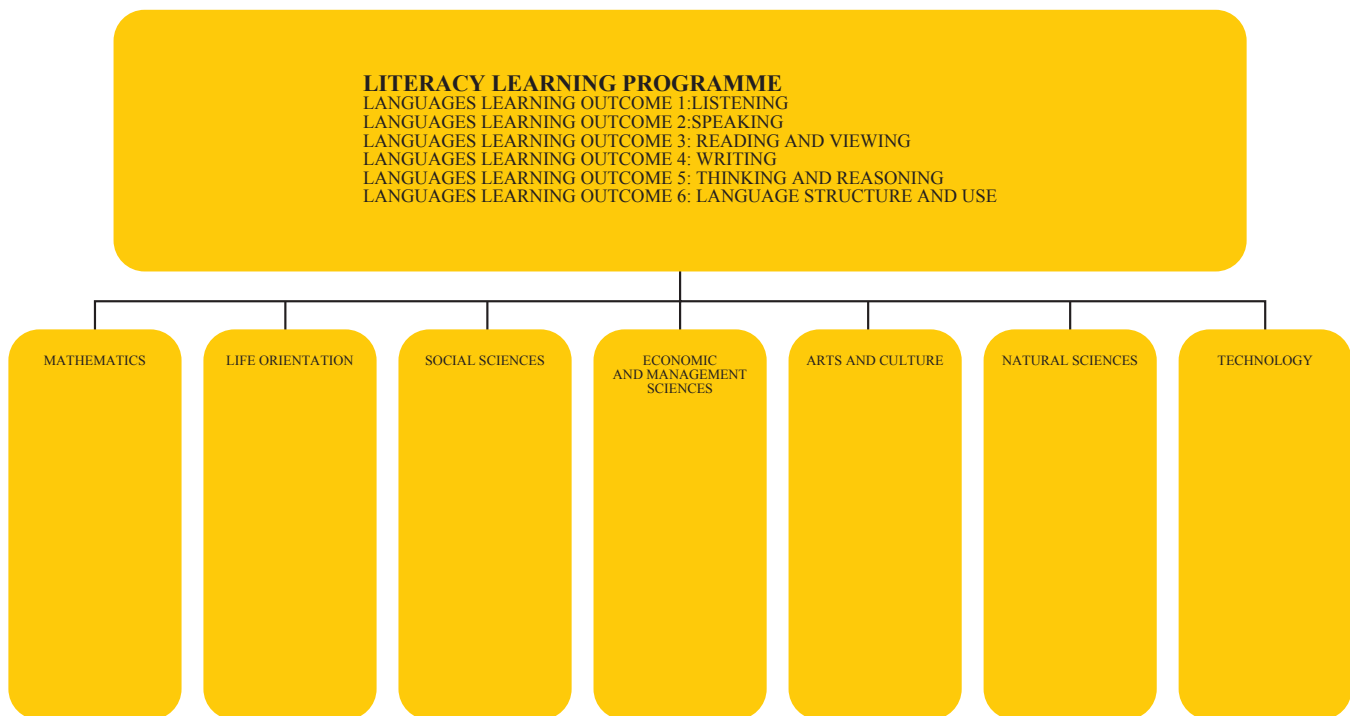 LITERACY LEARNING PROGRAMME
LANGUAGES LEARNING OUTCOME 1:LISTENING
LANGUAGES LEARNING OUTCOME 2:SPEAKING
LANGUAGES LEARNING OUTCOME 3: READING AND VIEWING
LANGUAGES LEARNING OUTCOME 4: WRITING
LANGUAGES LEARNING OUTCOME 5: THINKING AND REASONING
LANGUAGES LEARNING OUTCOME 6: LANGUAGE STRUCTURE AND USE
MATHEMATICS
LIFE ORIENTATION
SOCIAL SCIENCES
ECONOMIC
AND MANAGEMENT
SCIENCES
ARTS AND CULTURE
NATURAL SCIENCES
TECHNOLOGY